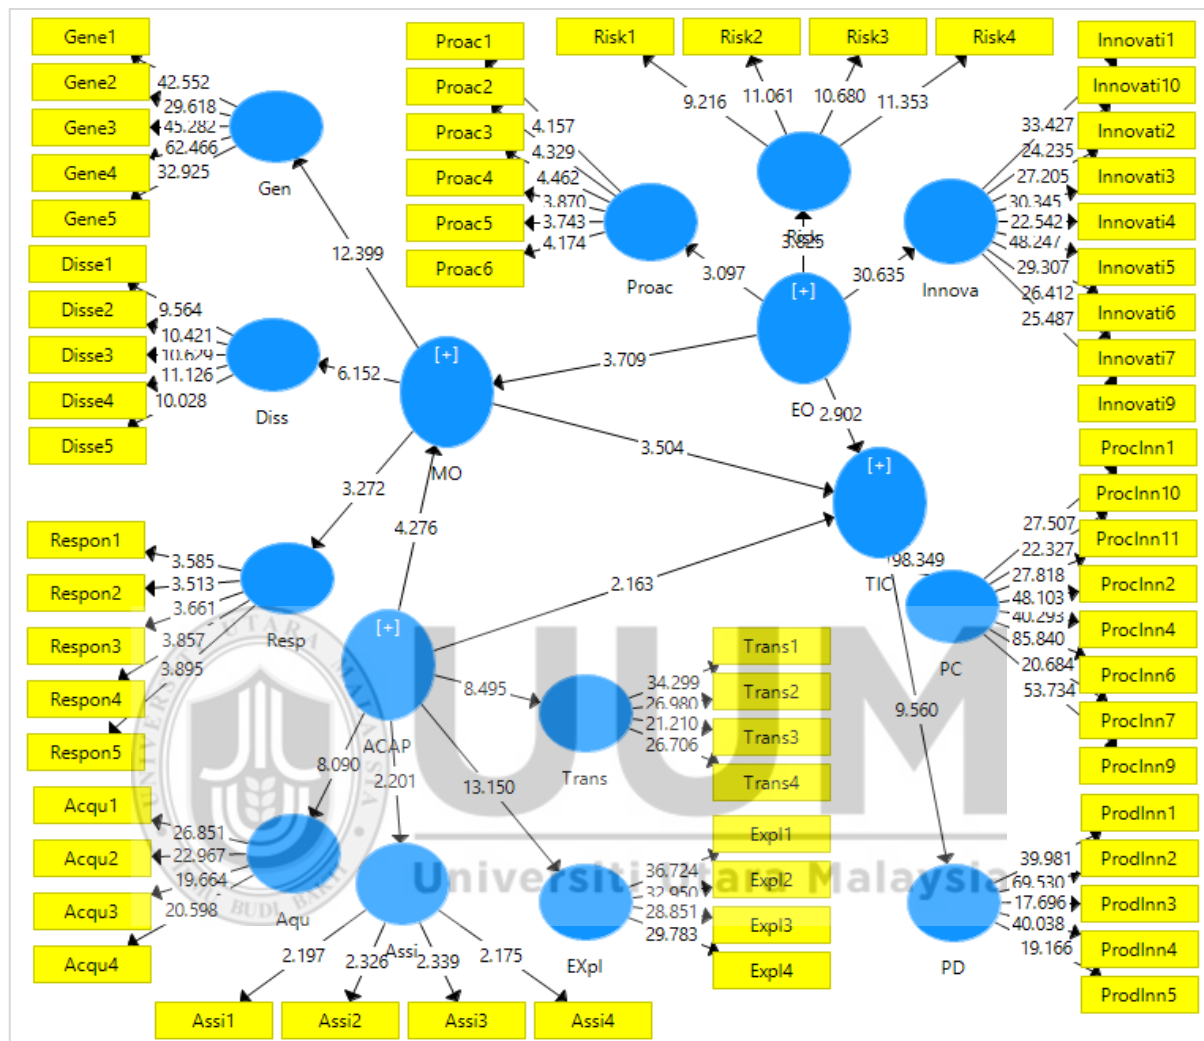 Gene1
Gene2
Gene3
Gene4
Gene5
42.552
29.618
45.282
62.466
32.925
Gen
12.399
Disse1
Disse2
Disse3
Disse4
Disse5
9.564
10.421
10.629
11.126
10.028
Diss
6.152
Proac1
Proac2
Proac3
Proac4
Proac5
Proac6
4.157
4.329
4.462
3.870
3.743
4.174
Proac
3.097
Risk1
Risk2
Risk3
Risk4
9.216
11.061
10.680
11.353
Risk
3.825
Innovati1
Innovati10
Innovati2
Innovati3
Innovati4
Innovati5
Innovati6
Innovati7
Innovati9
33.427
24.235
27.205
30.345
22.542
48.247
29.307
26.412
25.487
Innova
30.635
[+]
EO
3.709
2.902
[+]
MO
3.504
3.272
4.276
[+]
TIC
98.349
9.560
2.163
ProcInn1
ProcInn10
ProcInn11
ProcInn2
ProcInn4
ProcInn6
ProcInn7
ProcInn9
27.507
22.327
27.818
48.103
40.293
85.840
20.684
53.734
PC
Respon1
Respon2
Respon3
Respon4
Respon5
3.585
3.513
3.661
3.857
3.895
Resp
[+]
ACAP
8.495
8.090
2.201
13.150
Trans1
Trans2
Trans3
Trans4
34.299
26.980
21.210
26.706
Trans
Acqu1
Acqu2
Acqu3
Acqu4
26.851
22.967
19.664
20.598
Aqu
Assi
2.197
2.326
2.339
2.175
Assi1
Assi2
Assi3
Assi4
Expl1
Expl2
Expl3
Expl4
36.724
32.950
28.851
29.783
EXpl
ProdInn1
ProdInn2
ProdInn3
ProdInn4
ProdInn5
39.981
69.530
17.696
40.038
19.166
PD
UUM
Universiti Utara Malaysia
UNIVERSITI UTARA MALAYSIA
BUDI BAKTI